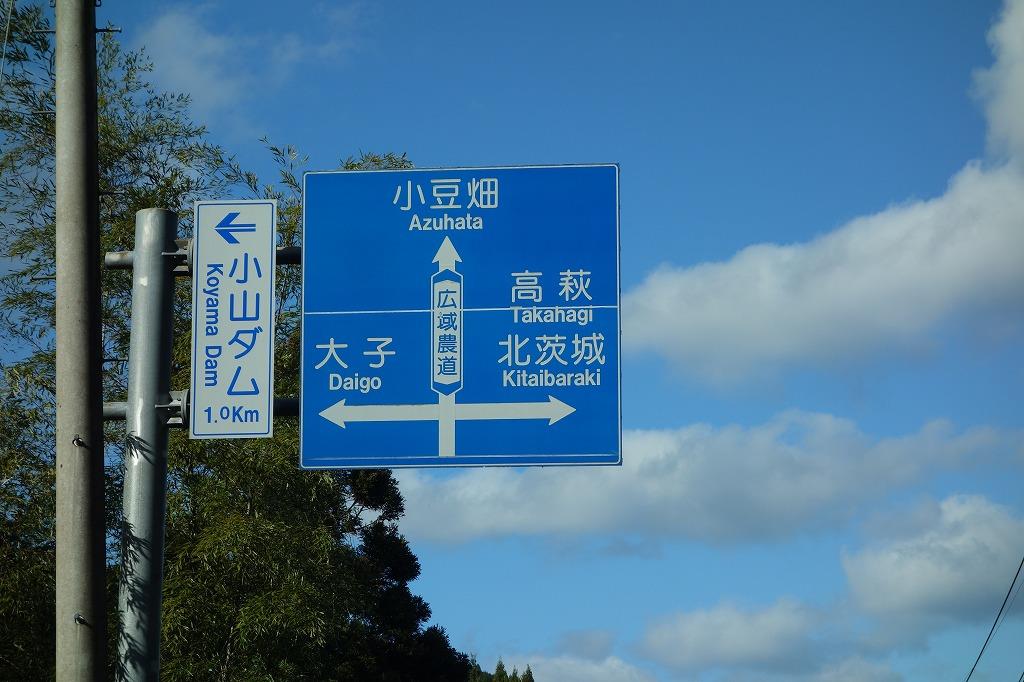 小山ダム
Koyama Dam
1.0Km
小豆畑
Azuhata
広域農道
高萩
Takahagi
大子
Daigo
北茨城
Kitaibaraki